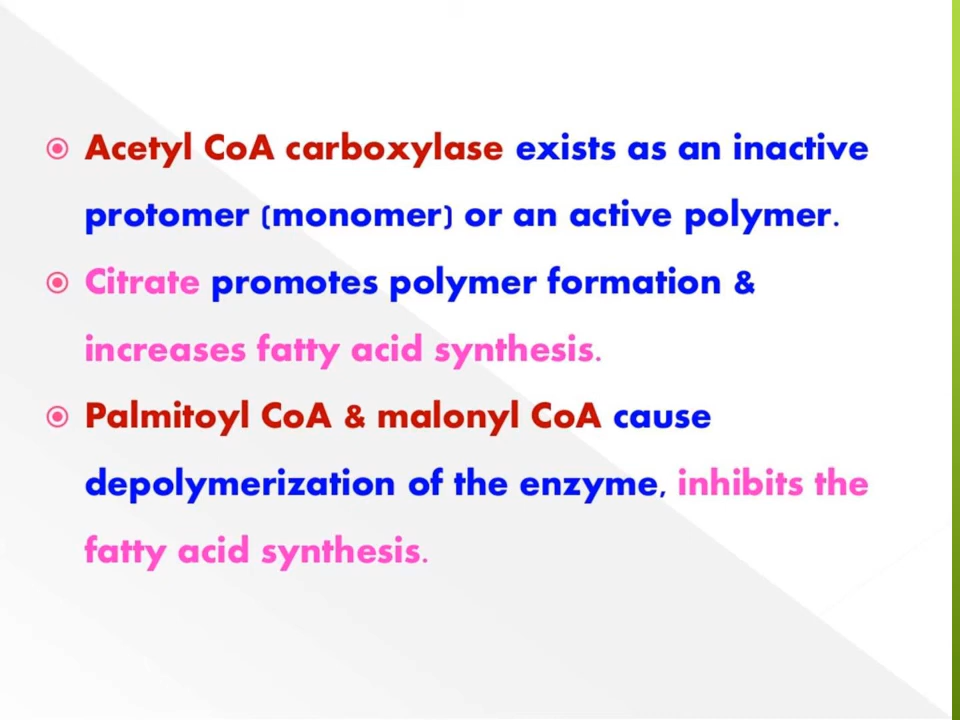 Acetyl CoA carboxylase exists as an inactive
protomer (monomer) or an active polymer.
Citrate promotes polymer formation &
increases fatty acid synthesis.
Palmitoyl CoA & malonyl CoA cause
depolymerization of the enzyme, inhibits the
fatty acid synthesis.